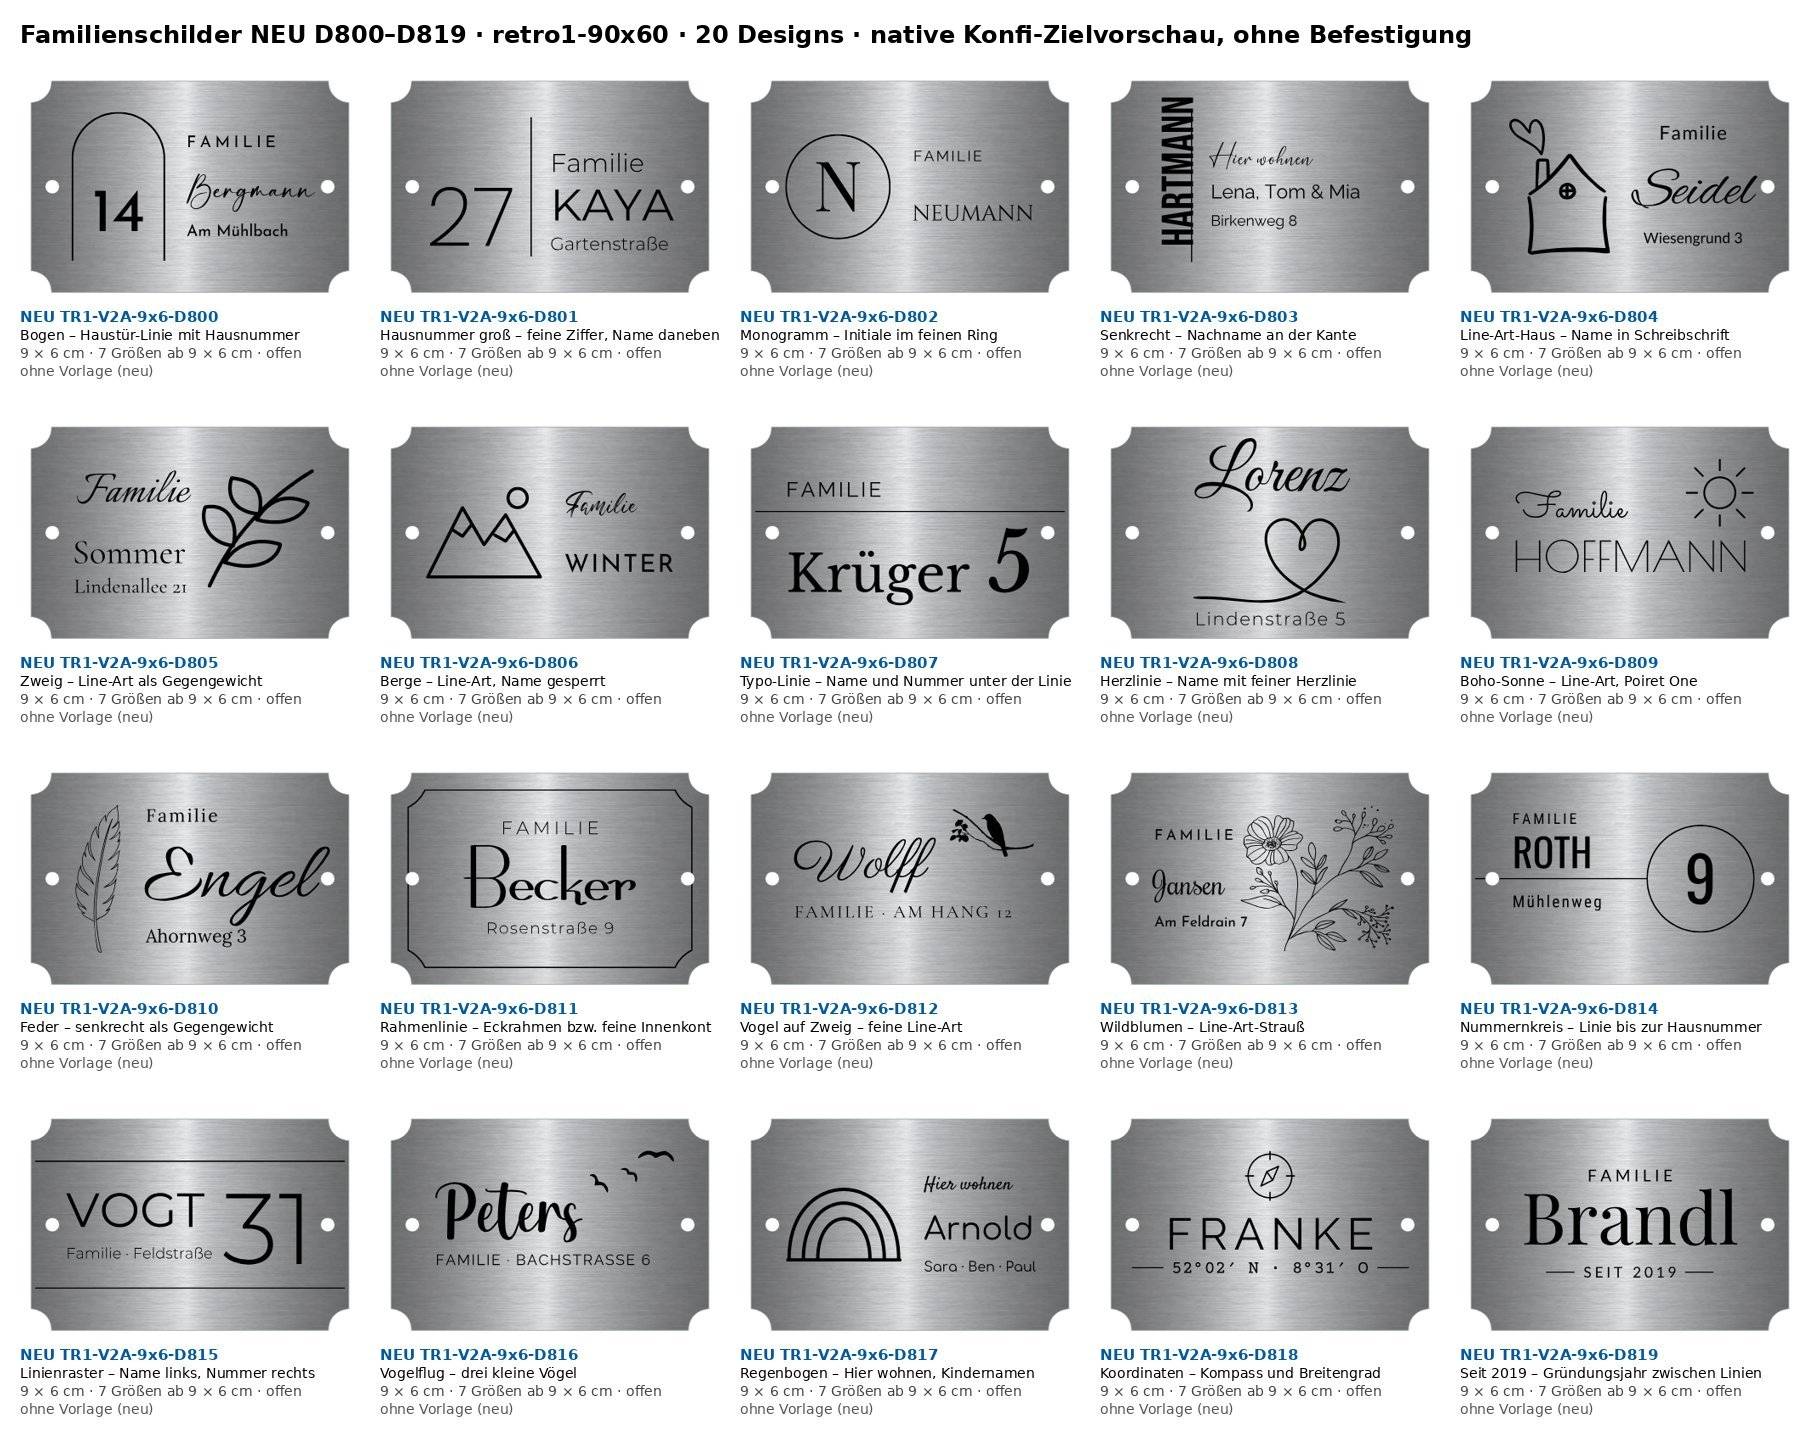 Familienschilder NEU D800–D819 · retro1-90x60 · 20 Designs · native Konfi-Zielvorschau, ohne Befestigung
14
FAMILIE
Bergmann
Am Mühlbach
NEU TR1-V2A-9x6-D800
Bogen – Haustür-Linie mit Hausnummer
9 × 6 cm · 7 Größen ab 9 × 6 cm · offen
ohne Vorlage (neu)
27
Familie
KAYA
Gartenstraße
NEU TR1-V2A-9x6-D801
Hausnummer groß – feine Ziffer, Name daneben
9 × 6 cm · 7 Größen ab 9 × 6 cm · offen
ohne Vorlage (neu)
N
FAMILIE
NEUMANN
NEU TR1-V2A-9x6-D802
Monogramm – Initiale im feinen Ring
9 × 6 cm · 7 Größen ab 9 × 6 cm · offen
ohne Vorlage (neu)
HARTMANN
Hier wohnen
Lena, Tom & Mia
Birkenweg 8
NEU TR1-V2A-9x6-D803
Senkrecht – Nachname an der Kante
9 × 6 cm · 7 Größen ab 9 × 6 cm · offen
ohne Vorlage (neu)
Familie
Seidel
Wiesengrund 3
NEU TR1-V2A-9x6-D804
Line-Art-Haus – Name in Schreibschrift
9 × 6 cm · 7 Größen ab 9 × 6 cm · offen
ohne Vorlage (neu)
Familie
Sommer
Lindenallee 21
NEU TR1-V2A-9x6-D805
Zweig – Line-Art als Gegengewicht
9 × 6 cm · 7 Größen ab 9 × 6 cm · offen
ohne Vorlage (neu)
Familie
WINTER
NEU TR1-V2A-9x6-D806
Berge – Line-Art, Name gesperrt
9 × 6 cm · 7 Größen ab 9 × 6 cm · offen
ohne Vorlage (neu)
FAMILIE
Krüger 5
NEU TR1-V2A-9x6-D807
Typo-Linie – Name und Nummer unter der Linie
9 × 6 cm · 7 Größen ab 9 × 6 cm · offen
ohne Vorlage (neu)
Lorenz
Lindenstraße 5
NEU TR1-V2A-9x6-D808
Herzlinie – Name mit feiner Herzlinie
9 × 6 cm · 7 Größen ab 9 × 6 cm · offen
ohne Vorlage (neu)
Familie
HOFFMANN
NEU TR1-V2A-9x6-D809
Boho-Sonne – Line-Art, Poiret One
9 × 6 cm · 7 Größen ab 9 × 6 cm · offen
ohne Vorlage (neu)
Familie
Engel
Ahornweg 3
NEU TR1-V2A-9x6-D810
Feder – senkrecht als Gegengewicht
9 × 6 cm · 7 Größen ab 9 × 6 cm · offen
ohne Vorlage (neu)
FAMILIE
Becker
Rosenstraße 9
NEU TR1-V2A-9x6-D811
Rahmenlinie – Eckrahmen bzw. feine Innenkont
9 × 6 cm · 7 Größen ab 9 × 6 cm · offen
ohne Vorlage (neu)
Wolff
FAMILIE · AM HANG 12
NEU TR1-V2A-9x6-D812
Vogel auf Zweig – feine Line-Art
9 × 6 cm · 7 Größen ab 9 × 6 cm · offen
ohne Vorlage (neu)
FAMILIE
Jansen
Am Feldrain 7
NEU TR1-V2A-9x6-D813
Wildblumen – Line-Art-Strauß
9 × 6 cm · 7 Größen ab 9 × 6 cm · offen
ohne Vorlage (neu)
FAMILIE
ROTH
Mühlenweg
9
NEU TR1-V2A-9x6-D814
Nummernkreis – Linie bis zur Hausnummer
9 × 6 cm · 7 Größen ab 9 × 6 cm · offen
ohne Vorlage (neu)
VOGT
Familie · Feldstraße
31
NEU TR1-V2A-9x6-D815
Linienraster – Name links, Nummer rechts
9 × 6 cm · 7 Größen ab 9 × 6 cm · offen
ohne Vorlage (neu)
Peters
FAMILIE · BACHSTRASSE 6
NEU TR1-V2A-9x6-D816
Vogelflug – drei kleine Vögel
9 × 6 cm · 7 Größen ab 9 × 6 cm · offen
ohne Vorlage (neu)
Hier wohnen
Arnold
Sara · Ben · Paul
NEU TR1-V2A-9x6-D817
Regenbogen – Hier wohnen, Kindernamen
9 × 6 cm · 7 Größen ab 9 × 6 cm · offen
ohne Vorlage (neu)
FRANKE
52°02′ N · 8°31′ O
NEU TR1-V2A-9x6-D818
Koordinaten – Kompass und Breitengrad
9 × 6 cm · 7 Größen ab 9 × 6 cm · offen
ohne Vorlage (neu)
FAMILIE
Brandl
SEIT 2019
NEU TR1-V2A-9x6-D819
Seit 2019 – Gründungsjahr zwischen Linien
9 × 6 cm · 7 Größen ab 9 × 6 cm · offen
ohne Vorlage (neu)